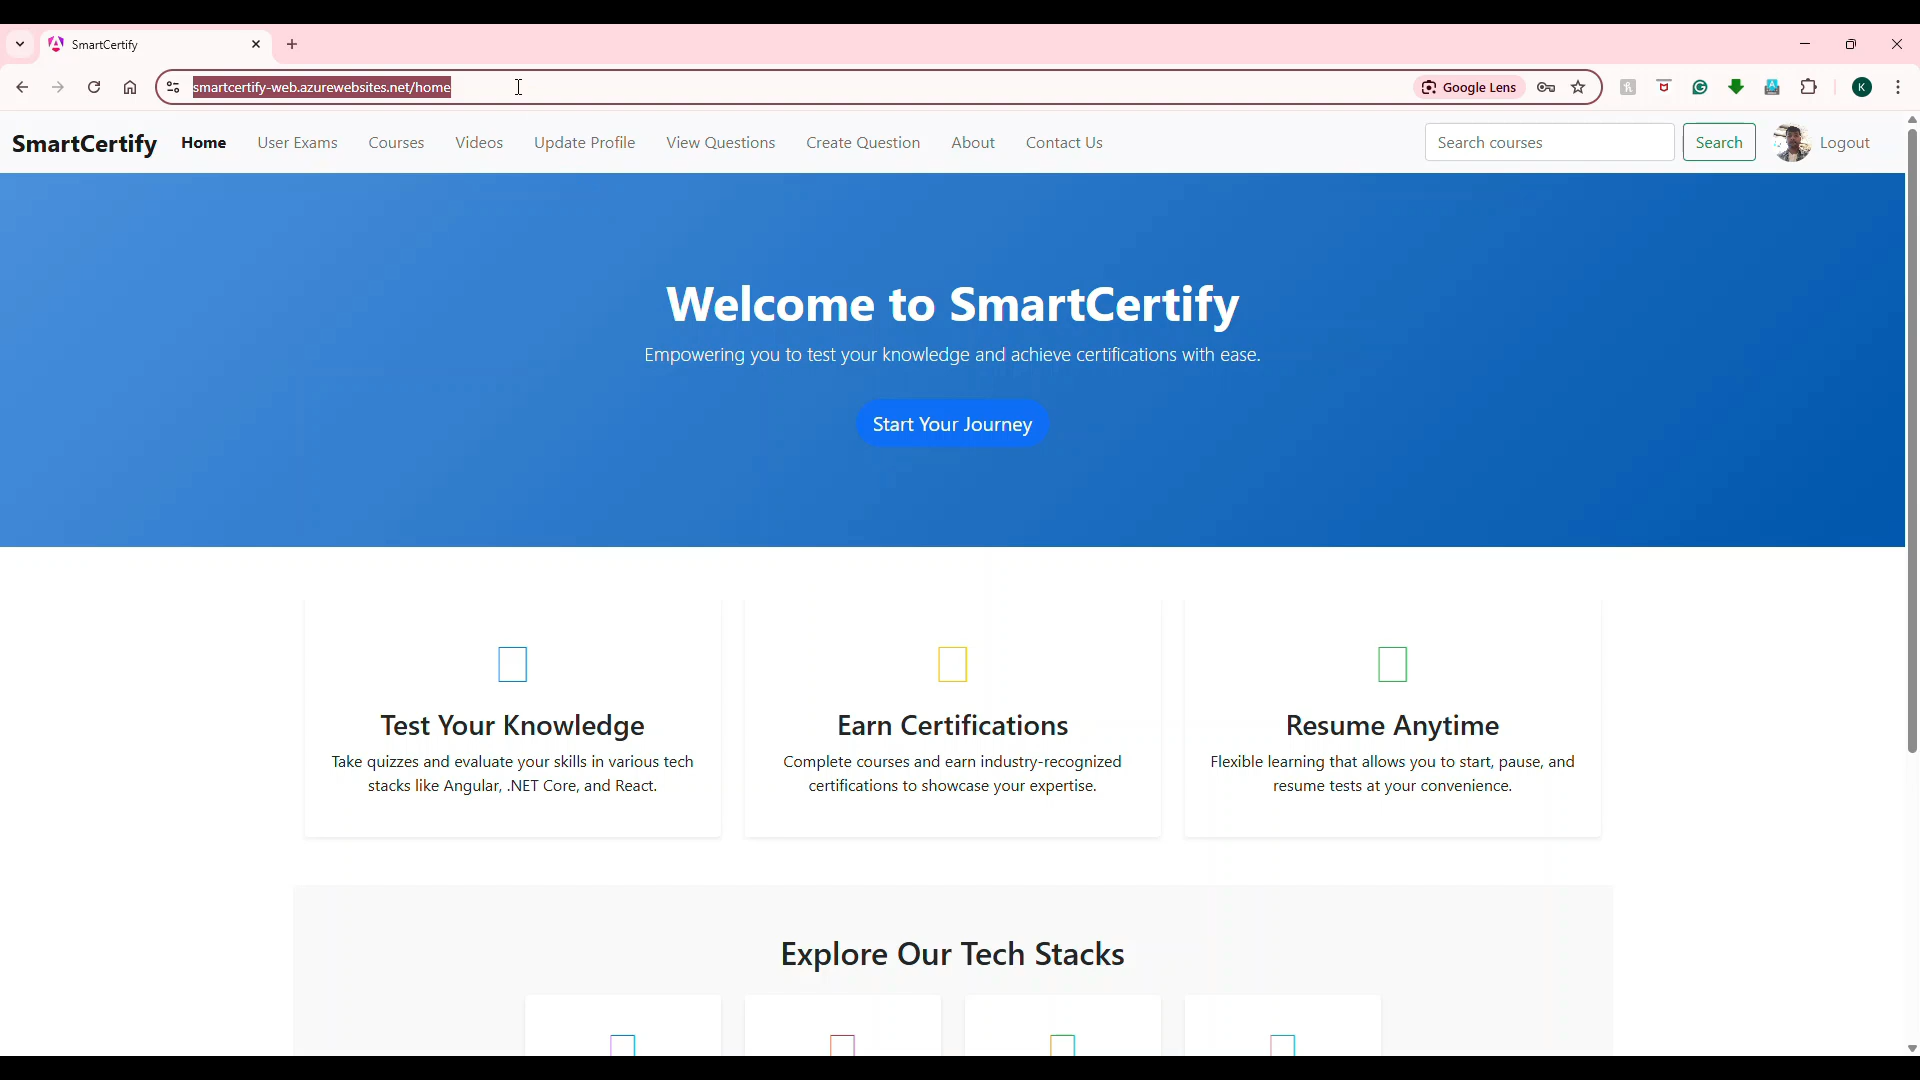 SmartCertify
smartcertify-web.azurewebsites.net/home
Google Lens
K
SmartCertify Home User Exams Courses Videos Update Profile View Questions Create Question About Contact Us Search courses Search Logout
Welcome to SmartCertify
Empowering you to test your knowledge and achieve certifications with ease.
Start Your Journey
Test Your Knowledge
Take quizzes and evaluate your skills in various tech
stacks like Angular, .NET Core, and React.
Earn Certifications
Complete courses and earn industry-recognized
certifications to showcase your expertise.
Resume Anytime
Flexible learning that allows you to start, pause, and
resume tests at your convenience.
Explore Our Tech Stacks